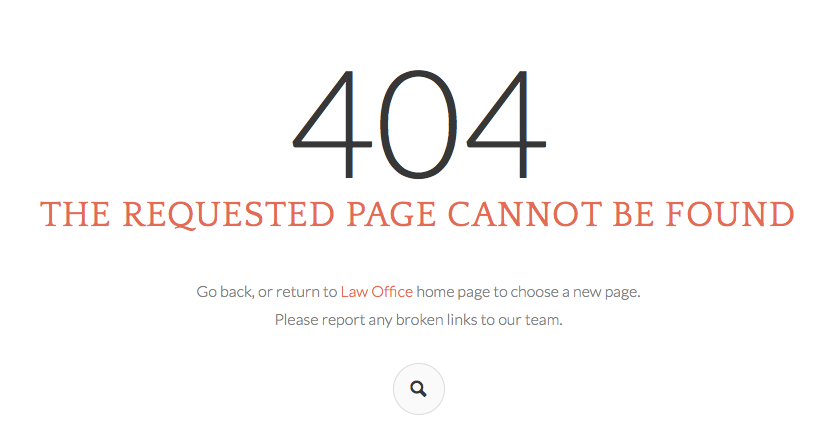 404
THE REQUESTED PAGE CANNOT BE FOUND
Go back, or return to Law Office home page to choose a new page.
Please report any broken links to our team.